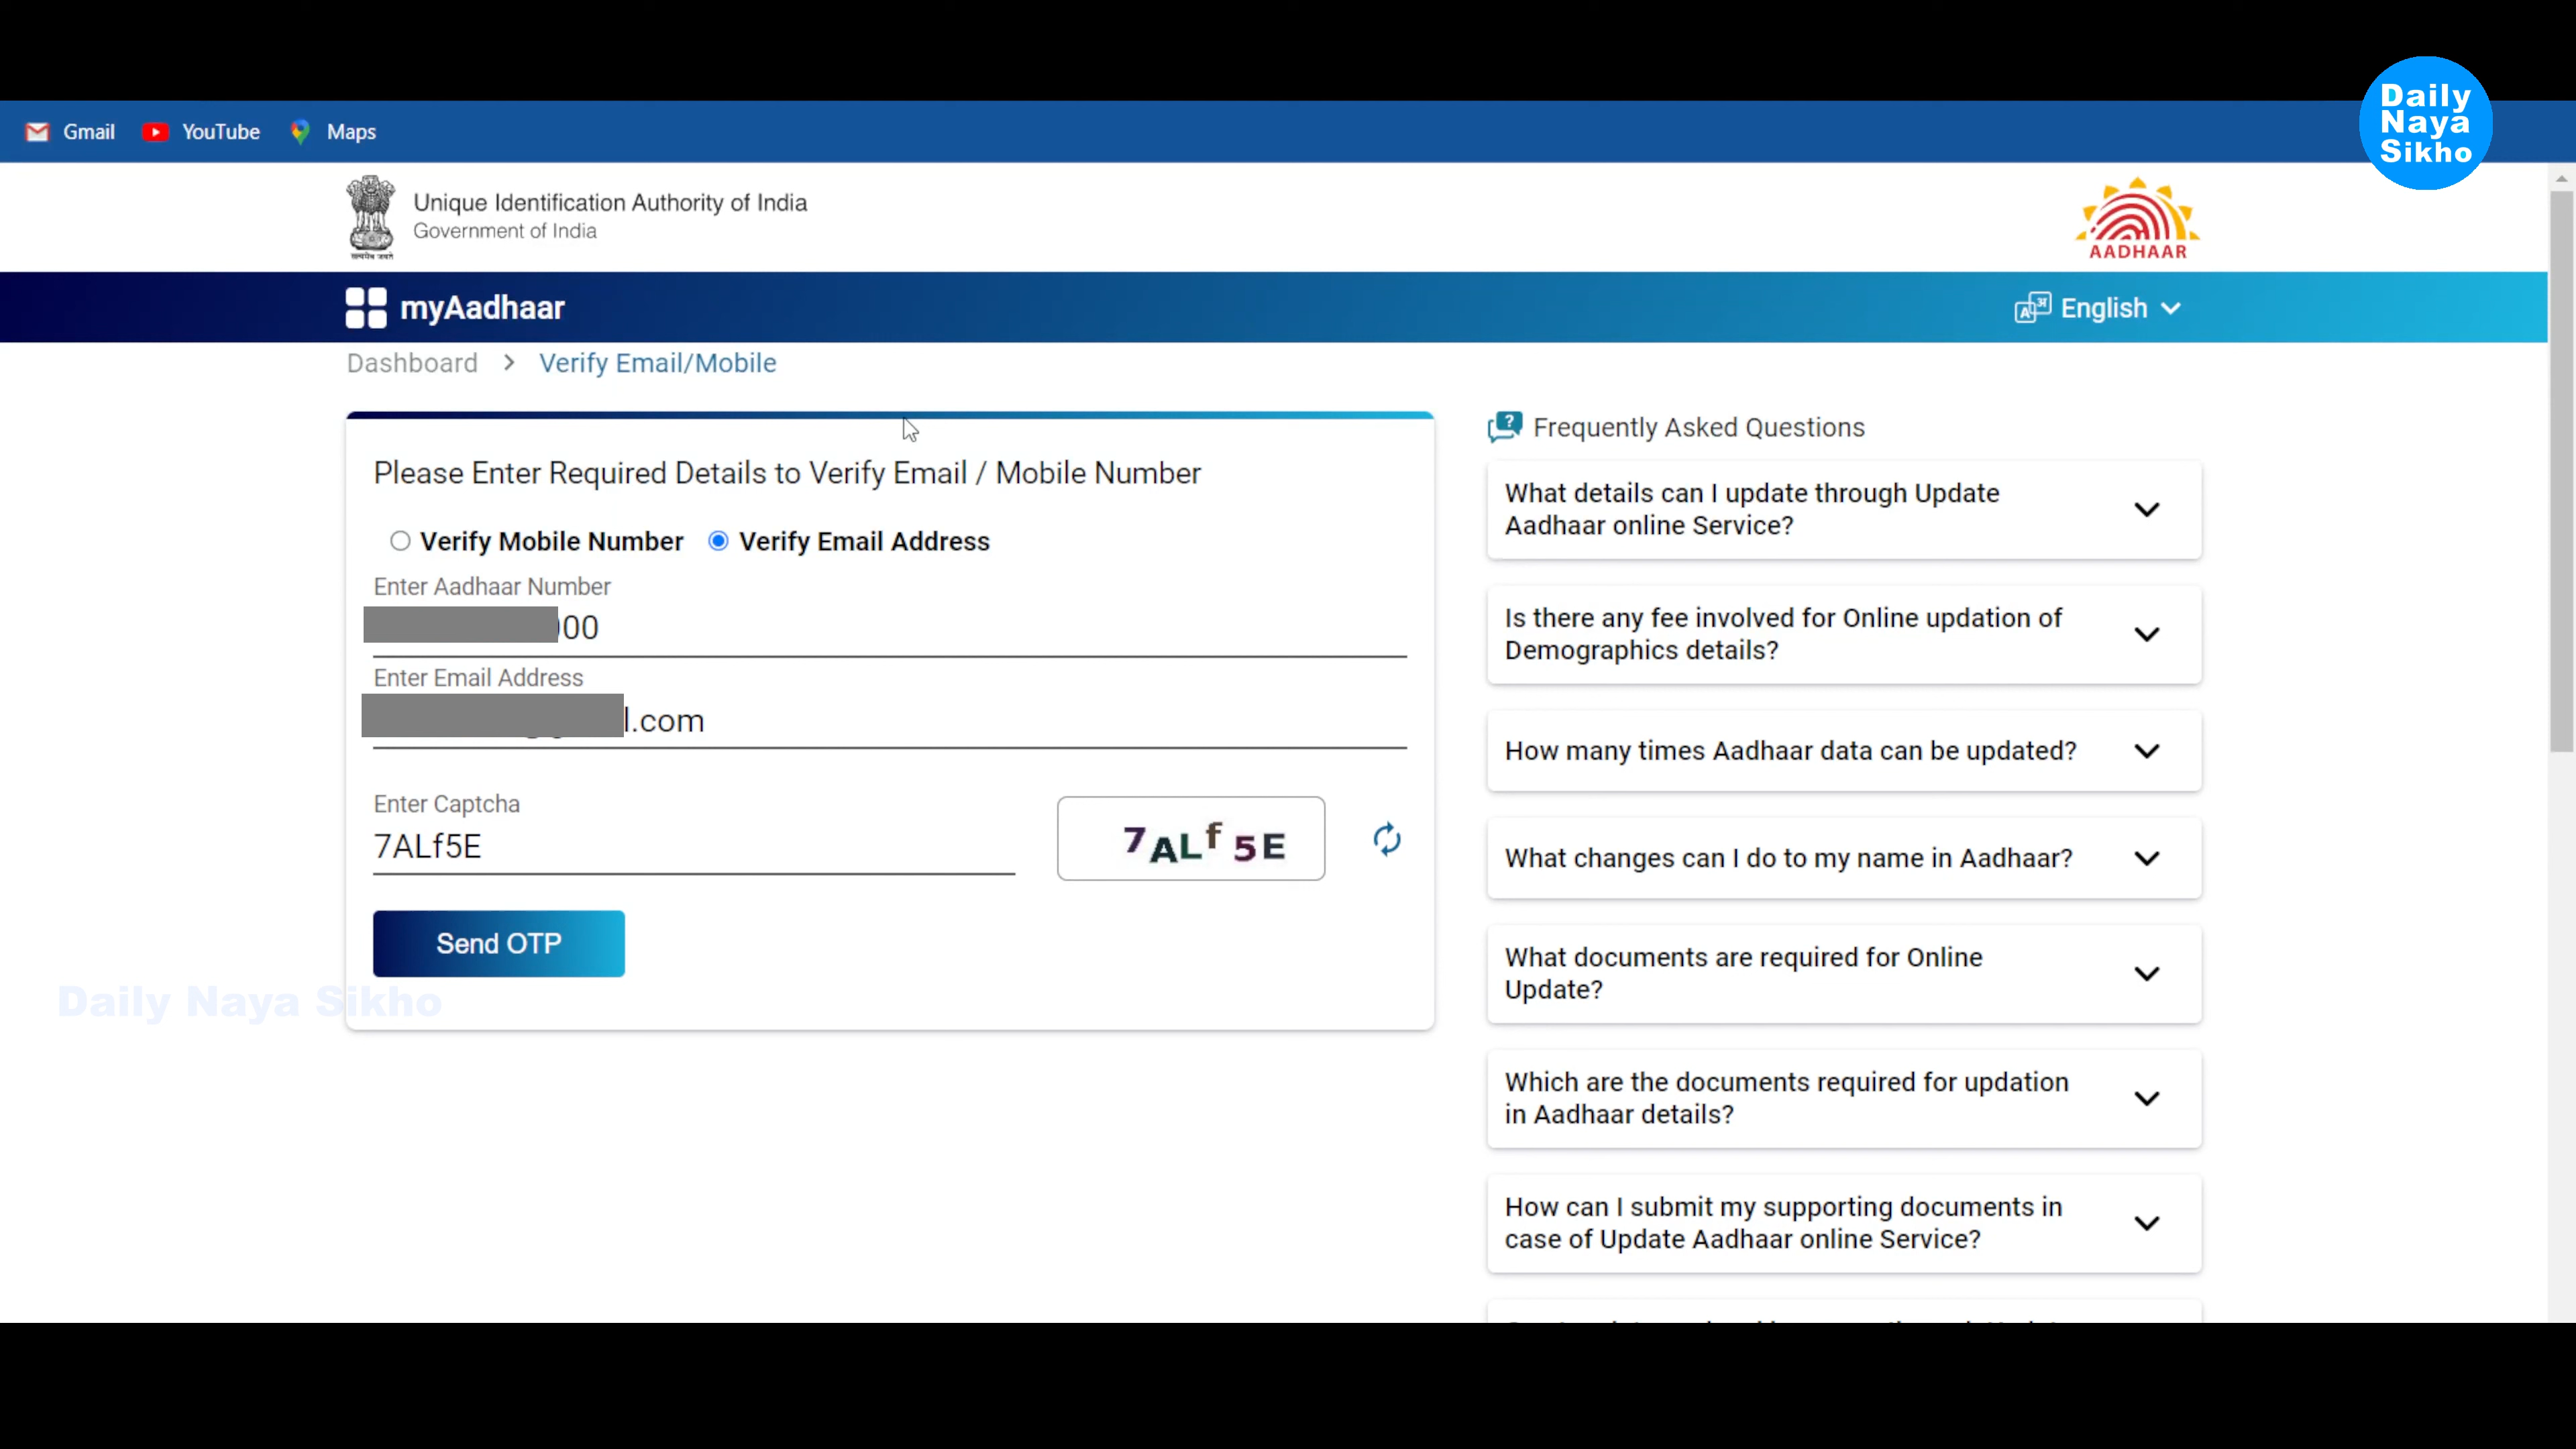 Daily
Naya
Sikho
Gmail
YouTube
Maps
Unique Identification Authority of India
Government of India
सत्यमेव जयते
AADHAAR
myAadhaar
English
Dashboard > Verify Email/Mobile
Please Enter Required Details to Verify Email / Mobile Number
Verify Mobile Number
Verify Email Address
Enter Aadhaar Number
00
Enter Email Address
l.com
Enter Captcha
7ALf5E
7ALf5E
Send OTP
Daily Naya Sikho
Frequently Asked Questions
What details can I update through Update
Aadhaar online Service?
Is there any fee involved for Online updation of
Demographics details?
How many times Aadhaar data can be updated?
What changes can I do to my name in Aadhaar?
What documents are required for Online
Update?
Which are the documents required for updation
in Aadhaar details?
How can I submit my supporting documents in
case of Update Aadhaar online Service?